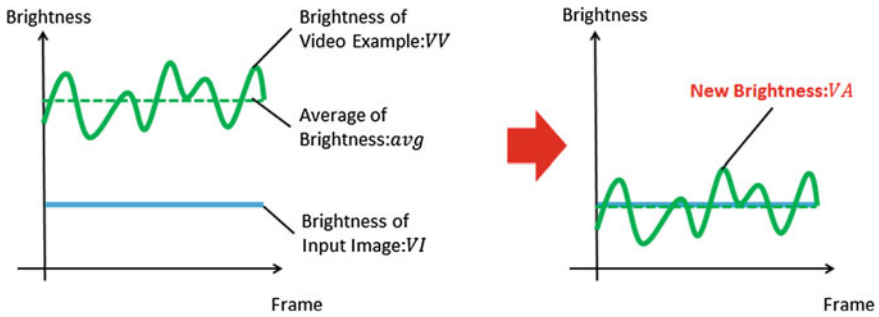 Brightness
Brightness of
Video Example:VV
Average of
Brightness:avg
Brightness of
Input Image:VI
Frame
Brightness
New Brightness:VA
Frame